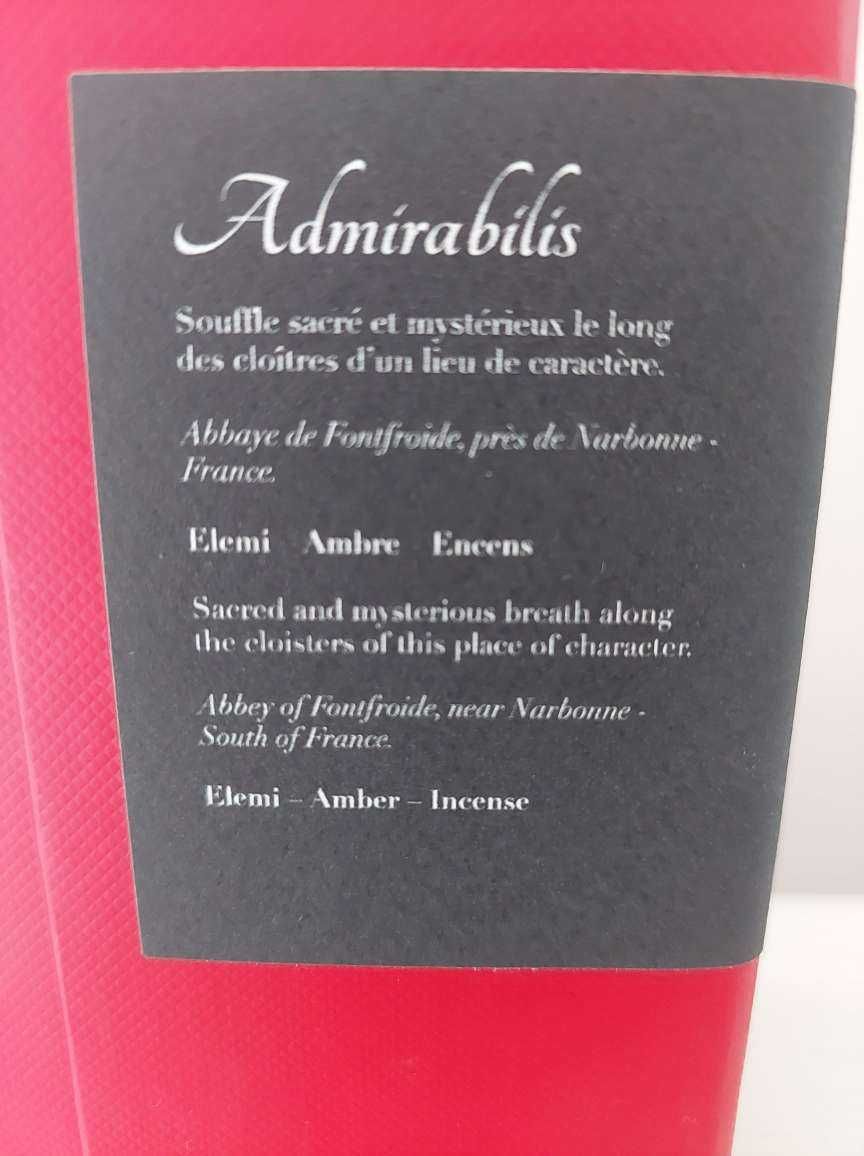 Admirabilis
Souffle sacré et mystérieux le long
des cloîtres d'un lieu de caractère.
Abbaye de Fontfroide, près de Narbonne -
France.
Elemi Ambre Encens
Sacred and mysterious breath along
the cloisters of this place of character.
Abbey of Fontfroide, near Narbonne -
South of France.
Elemi – Amber – Incense